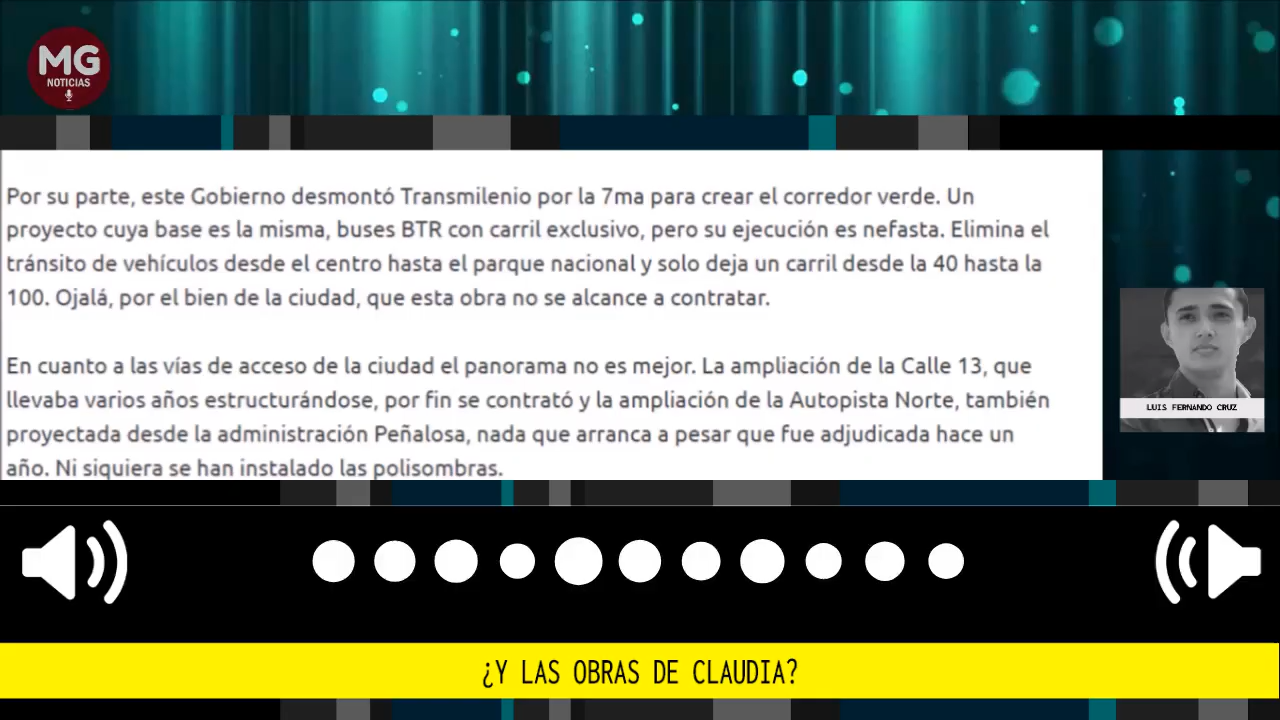 MG
NOTICIAS
Por su parte, este Gobierno desmontó Transmilenio por la 7ma para crear el corredor verde. Un
proyecto cuya base es la misma, buses BTR con carril exclusivo, pero su ejecución es nefasta. Elimina el
tránsito de vehículos desde el centro hasta el parque nacional y solo deja un carril desde la 40 hasta la
100. Ojalá, por el bien de la ciudad, que esta obra no se alcance a contratar.
En cuanto a las vías de acceso de la ciudad el panorama no es mejor. La ampliación de la Calle 13, que
llevaba varios años estructurándose, por fin se contrató y la ampliación de la Autopista Norte, también
proyectada desde la administración Peñalosa, nada que arranca a pesar que fue adjudicada hace un
año. Ni siquiera se han instalado las polisombras.
LUIS FERNANDO CRUZ
¿Y LAS OBRAS DE CLAUDIA?